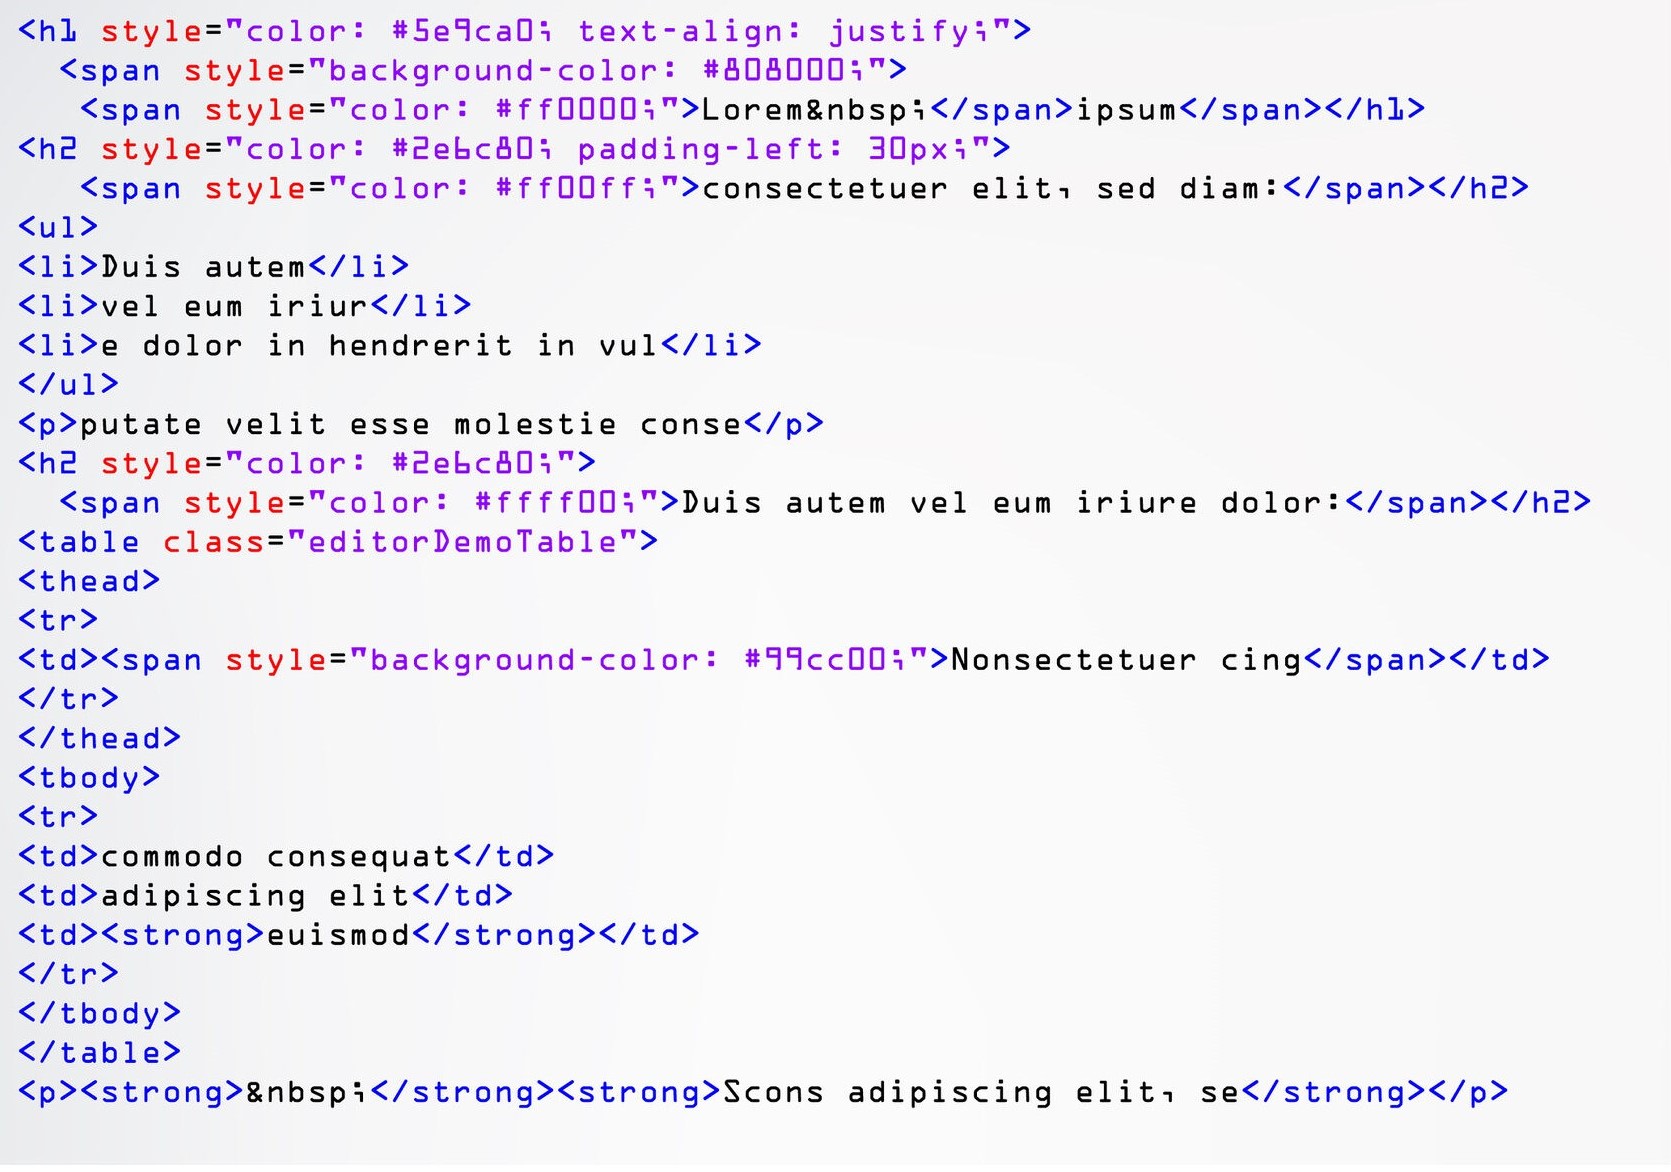 <h1 style="color: #5e9ca0; text-align: justify;">
<span style="background-color: #808000;">
<span style="color: #ff0000;">Lorem&nbsp;</span>ipsum</span></h1>
<h2 style="color: #2e6c80; padding-left: 30px;">
<span style="color: #ff00ff;">consectetuer elit, sed diam:</span></h2>
<ul>
<li>Duis autem</li>
<li>vel eum iriur</li>
<li>e dolor in hendrerit in vul</li>
</ul>
<p>putate velit esse molestie conse</p>
<h2 style="color: #2e6c80;">
<span style="color: #ffff00;">Duis autem vel eum iriure dolor:</span></h2>
<table class="editorDemoTable">
<thead>
<tr>
<td><span style="background-color: #99cc00;">Nonsectetuer cing</span></td>
</tr>
</thead>
<tbody>
<tr>
<td>commodo consequat</td>
<td>adipiscing elit</td>
<td><strong>euismod</strong></td>
</tr>
</tbody>
</table>
<p><strong>&nbsp;</strong><strong>Scons adipiscing elit, se</strong></p>